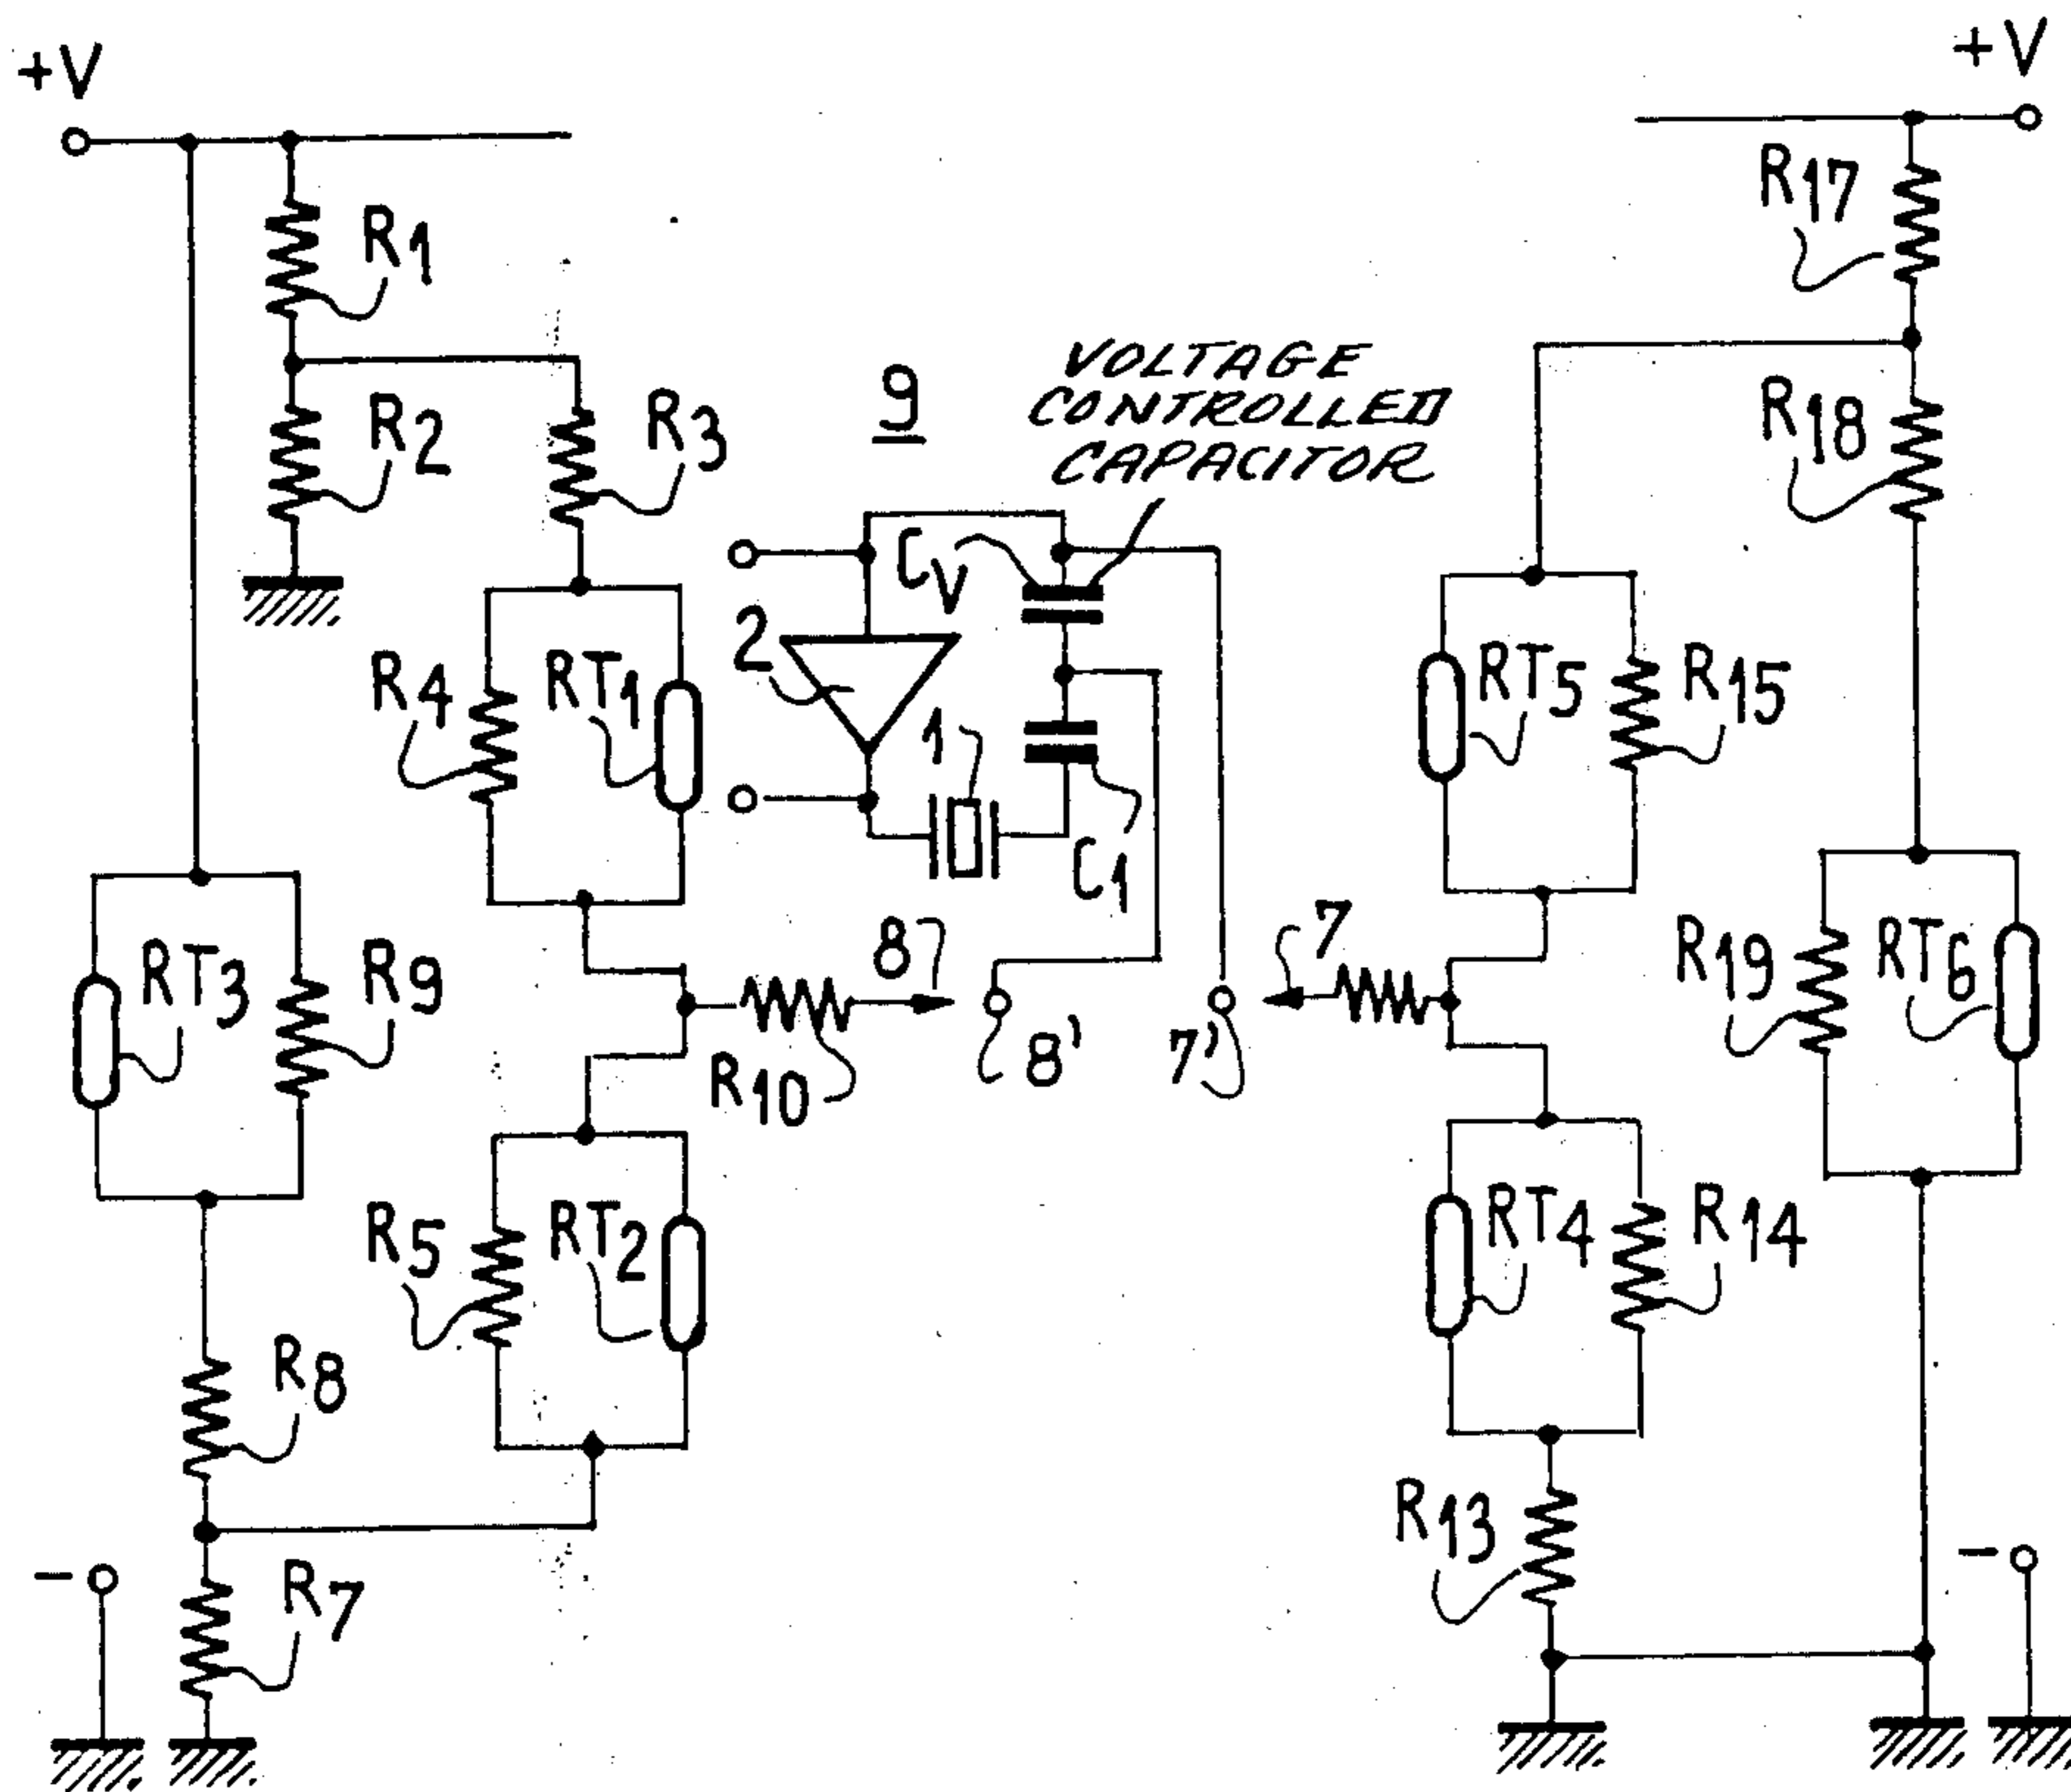 +V
+V
R17
R1
R2
R3
9
VOLTAGE
CONTROLLED
CAPACITOR
R18
CV
2
R4
RT1
1
C1
RT5
R15
RT3
R9
8
7
R19
RT6
R10
8'
7'
R5
RT2
RT4
R14
R8
R13
-
R7
-